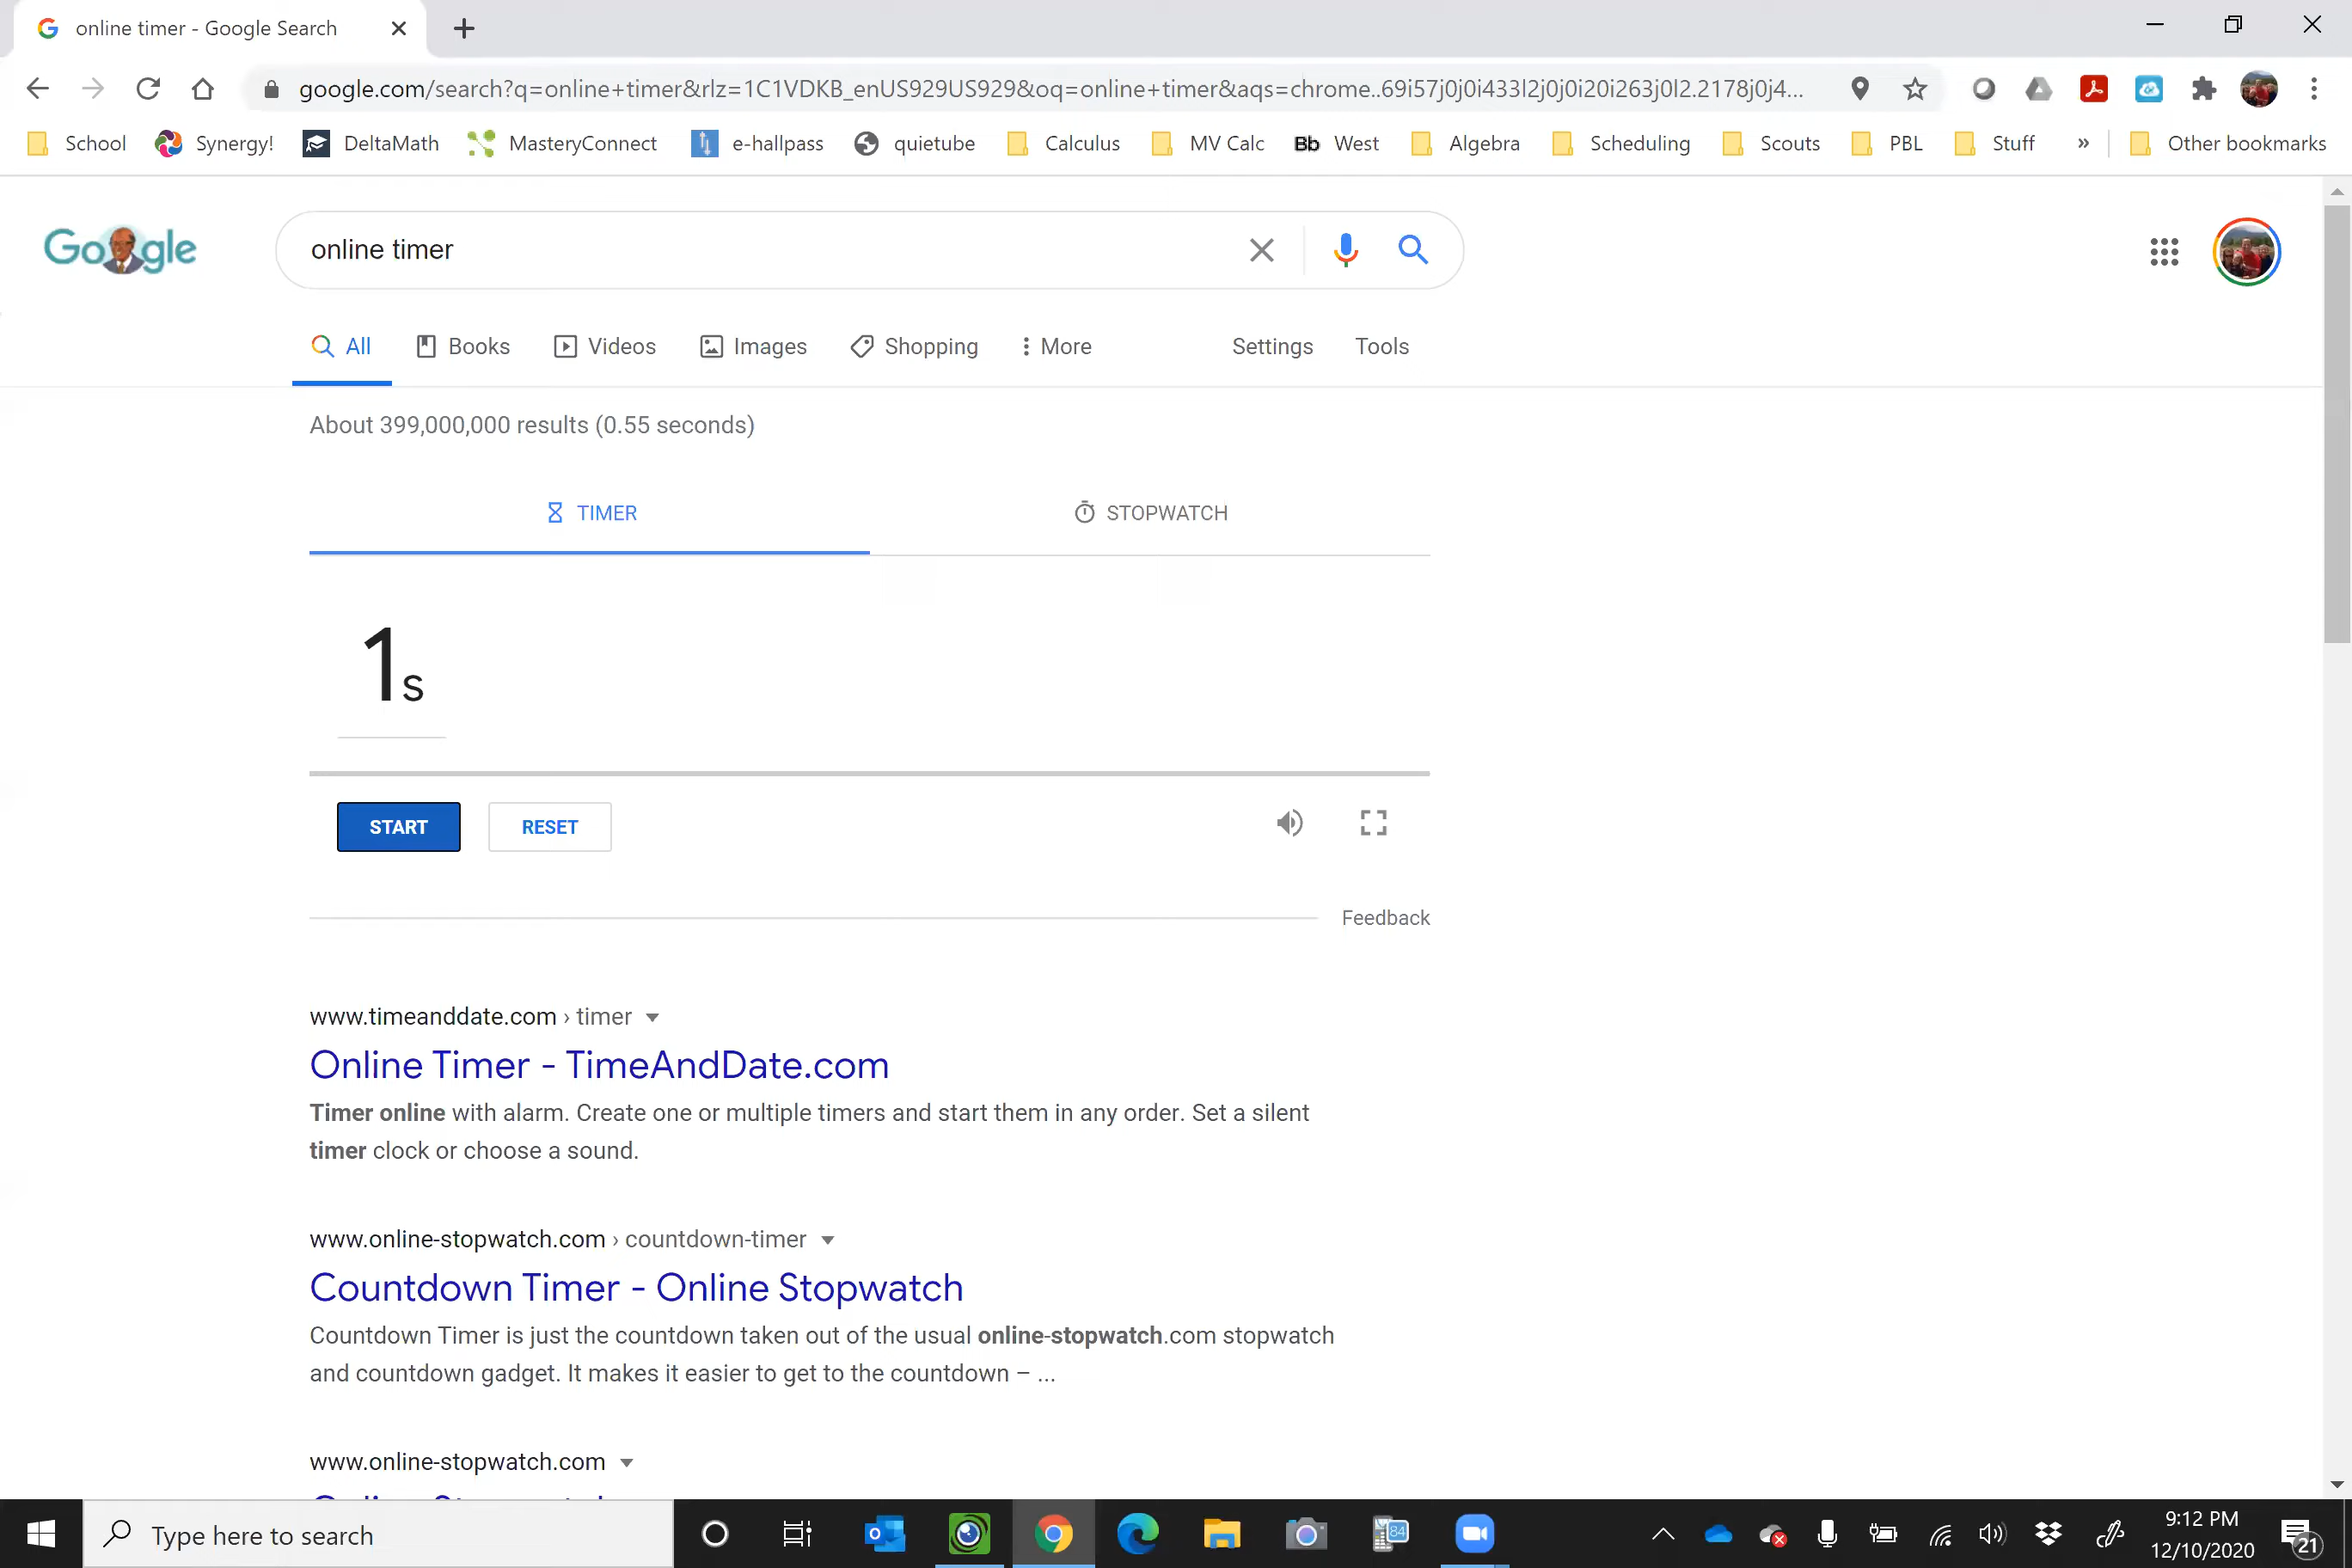 online timer - Google Search
google.com/search?q=online+timer&rlz=1C1VDKB_enUS929US929&oq=online+timer&aqs=chrome..69i57j0j0i433l2j0j0i20i263j0l2.2178j0j4...
School Synergy! DeltaMath MasteryConnect e-hallpass quietube Calculus MV Calc Bb West Algebra Scheduling Scouts PBL Stuff » Other bookmarks
Google online timer
All Books Videos Images Shopping More Settings Tools
About 399,000,000 results (0.55 seconds)
TIMER STOPWATCH
1s
START RESET
Feedback
www.timeanddate.com › timer
Online Timer - TimeAndDate.com
Timer online with alarm. Create one or multiple timers and start them in any order. Set a silent
timer clock or choose a sound.
www.online-stopwatch.com › countdown-timer
Countdown Timer - Online Stopwatch
Countdown Timer is just the countdown taken out of the usual online-stopwatch.com stopwatch
and countdown gadget. It makes it easier to get to the countdown – ...
www.online-stopwatch.com
Type here to search
84
9:12 PM
12/10/2020
21